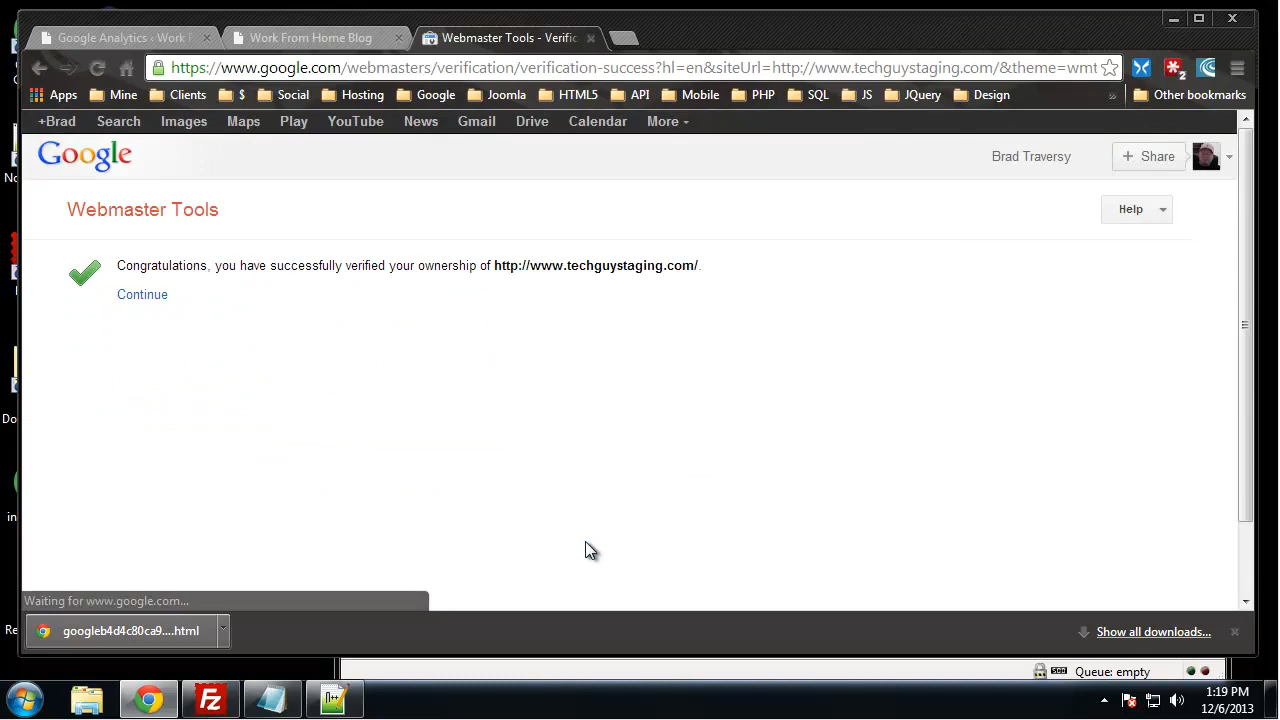 Google Analytics ‹ Work F
Work From Home Blog
Webmaster Tools - Verific
https://www.google.com/webmasters/verification/verification-success?hl=en&siteUrl=http://www.techguystaging.com/&theme=wmt
Apps Mine Clients $ Social Hosting Google Joomla HTML5 API Mobile PHP SQL JS JQuery Design » Other bookmarks
+Brad Search Images Maps Play YouTube News Gmail Drive Calendar More
Google Brad Traversy + Share
Webmaster Tools Help
Congratulations, you have successfully verified your ownership of http://www.techguystaging.com/.
Continue
Waiting for www.google.com...
googleb4d4c80ca9....html Show all downloads...
Queue: empty
1:19 PM
12/6/2013